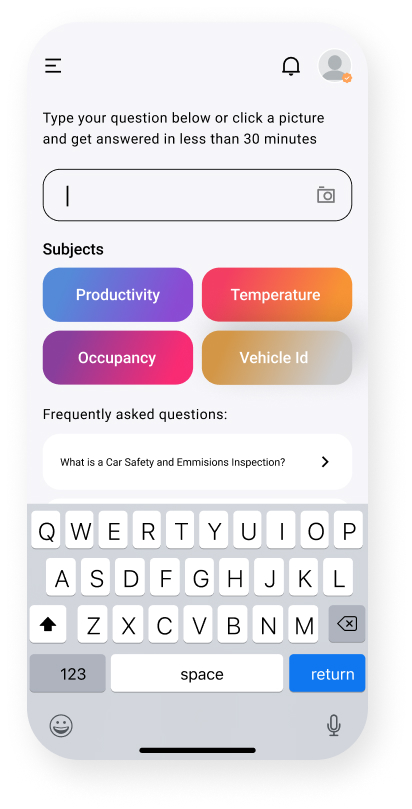 Type your question below or click a picture
and get answered in less than 30 minutes
Subjects
Productivity Temperature
Occupancy Vehicle Id
Frequently asked questions:
What is a Car Safety and Emmisions Inspection?
Q W E R T Y U I O P
A S D F G H J K L
Z X C V B N M
123 space return